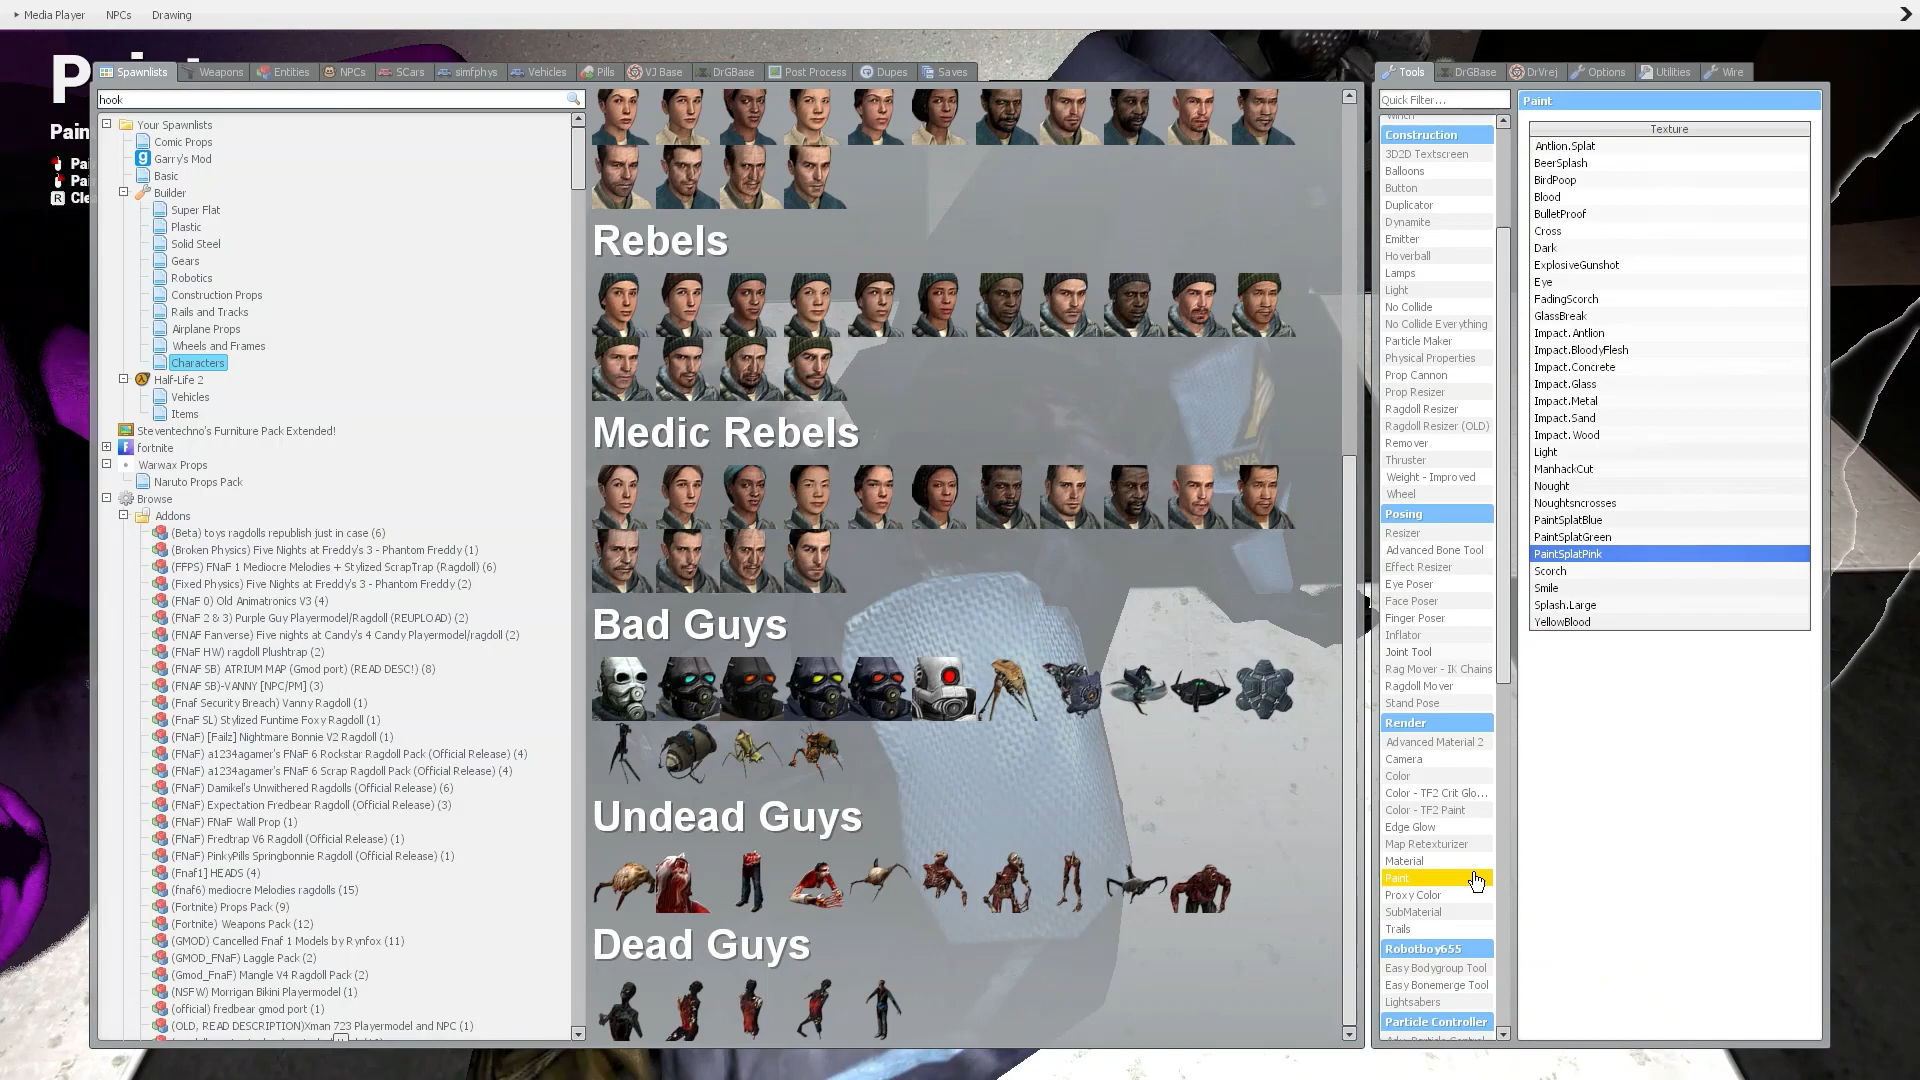 Media Player NPCs Drawing
Spawnlists Weapons Entities NPCs SCars simfphys Vehicles Pills VJ Base DrGBase Post Process Dupes Saves
Tools DrGBase DrVrej Options Utilities Wire
Pain
Pai
Pai
R Cle
hook
Your Spawnlists
Comic Props
Garry's Mod
Basic
Builder
Super Flat
Plastic
Solid Steel
Gears
Robotics
Construction Props
Rails and Tracks
Airplane Props
Wheels and Frames
Characters
Half-Life 2
Vehicles
Items
Steventechno's Furniture Pack Extended!
fortnite
Warwax Props
Naruto Props Pack
Browse
Addons
(Beta) toys ragdolls republish just in case (6)
(Broken Physics) Five Nights at Freddy's 3 - Phantom Freddy (1)
(FFPS) FNaF 1 Mediocre Melodies + Stylized ScrapTrap (Ragdoll) (6)
(Fixed Physics) Five Nights at Freddy's 3 - Phantom Freddy (2)
(FNaF 0) Old Animatronics V3 (4)
(FNaF 2 & 3) Purple Guy Playermodel/Ragdoll (REUPLOAD) (2)
(FNAF Fanverse) Five nights at Candy's 4 Candy Playermodel/ragdoll (2)
(FNaF HW) ragdoll Plushtrap (2)
(FNAF SB) ATRIUM MAP (Gmod port) (READ DESC!) (8)
(FNAF SB)-VANNY [NPC/PM] (3)
(Fnaf Security Breach) Vanny Ragdoll (1)
(FNaF SL) Stylized Funtime Foxy Ragdoll (1)
(FNaF) [Failz] Nightmare Bonnie V2 Ragdoll (1)
(FNaF) a1234agamer's FNaF 6 Rockstar Ragdoll Pack (Official Release) (4)
(FNaF) a1234agamer's FNaF 6 Scrap Ragdoll Pack (Official Release) (4)
(FNaF) Damikel's Unwithered Ragdolls (Official Release) (6)
(FNaF) Expectation Fredbear Ragdoll (Official Release) (3)
(FNaF) FNaF Wall Prop (1)
(FNaF) Fredtrap V6 Ragdoll (Official Release) (1)
(FNaF) PinkyPills Springbonnie Ragdoll (Official Release) (1)
(Fnaf1) HEADS (4)
(fnaf6) mediocre Melodies ragdolls (15)
(Fortnite) Props Pack (9)
(Fortnite) Weapons Pack (12)
(GMOD) Cancelled Fnaf 1 Models by Rynfox (11)
(GMOD_FNaF) Laggle Pack (2)
(Gmod_FnaF) Mangle V4 Ragdoll Pack (2)
(NSFW) Morrigan Bikini Playermodel (1)
(official) fredbear gmod port (1)
(OLD, READ DESCRIPTION)Xman 723 Playermodel and NPC (1)
Rebels
Medic Rebels
Bad Guys
Undead Guys
Dead Guys
Quick Filter...
Winch
Construction
3D2D Textscreen
Balloons
Button
Duplicator
Dynamite
Emitter
Hoverball
Lamps
Light
No Collide
No Collide Everything
Particle Maker
Physical Properties
Prop Cannon
Prop Resizer
Ragdoll Resizer
Ragdoll Resizer (OLD)
Remover
Thruster
Weight - Improved
Wheel
Posing
Resizer
Advanced Bone Tool
Effect Resizer
Eye Poser
Face Poser
Finger Poser
Inflator
Joint Tool
Rag Mover - IK Chains
Ragdoll Mover
Stand Pose
Render
Advanced Material 2
Camera
Color
Color - TF2 Crit Glo...
Color - TF2 Paint
Edge Glow
Map Retexturizer
Material
Paint
Proxy Color
SubMaterial
Trails
Robotboy655
Easy Bodygroup Tool
Easy Bonemerge Tool
Lightsabers
Particle Controller
Paint
Texture
Antlion.Splat
BeerSplash
BirdPoop
Blood
BulletProof
Cross
Dark
ExplosiveGunshot
Eye
FadingScorch
GlassBreak
Impact.Antlion
Impact.BloodyFlesh
Impact.Concrete
Impact.Glass
Impact.Metal
Impact.Sand
Impact.Wood
Light
ManhackCut
Nought
Noughtsncrosses
PaintSplatBlue
PaintSplatGreen
PaintSplatPink
Scorch
Smile
Splash.Large
YellowBlood